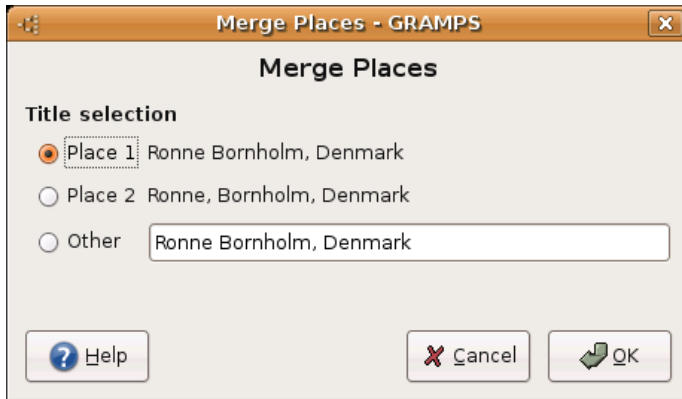 Merge Places - GRAMPS
Merge Places
Title selection
Place 1 Ronne Bornholm, Denmark
Place 2 Ronne, Bornholm, Denmark
Other Ronne Bornholm, Denmark
Help Cancel OK